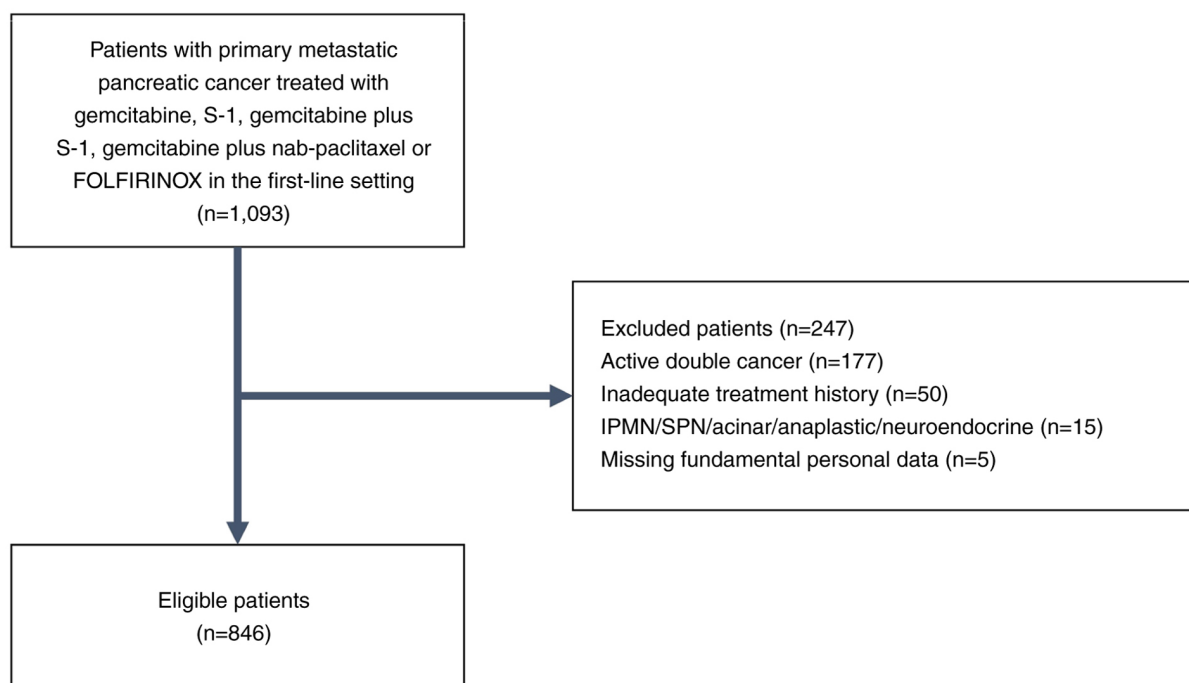 Patients with primary metastatic
pancreatic cancer treated with
gemcitabine, S-1, gemcitabine plus
S-1, gemcitabine plus nab-paclitaxel or
FOLFIRINOX in the first-line setting
(n=1,093)
Excluded patients (n=247)
Active double cancer (n=177)
Inadequate treatment history (n=50)
IPMN/SPN/acinar/anaplastic/neuroendocrine (n=15)
Missing fundamental personal data (n=5)
Eligible patients
(n=846)